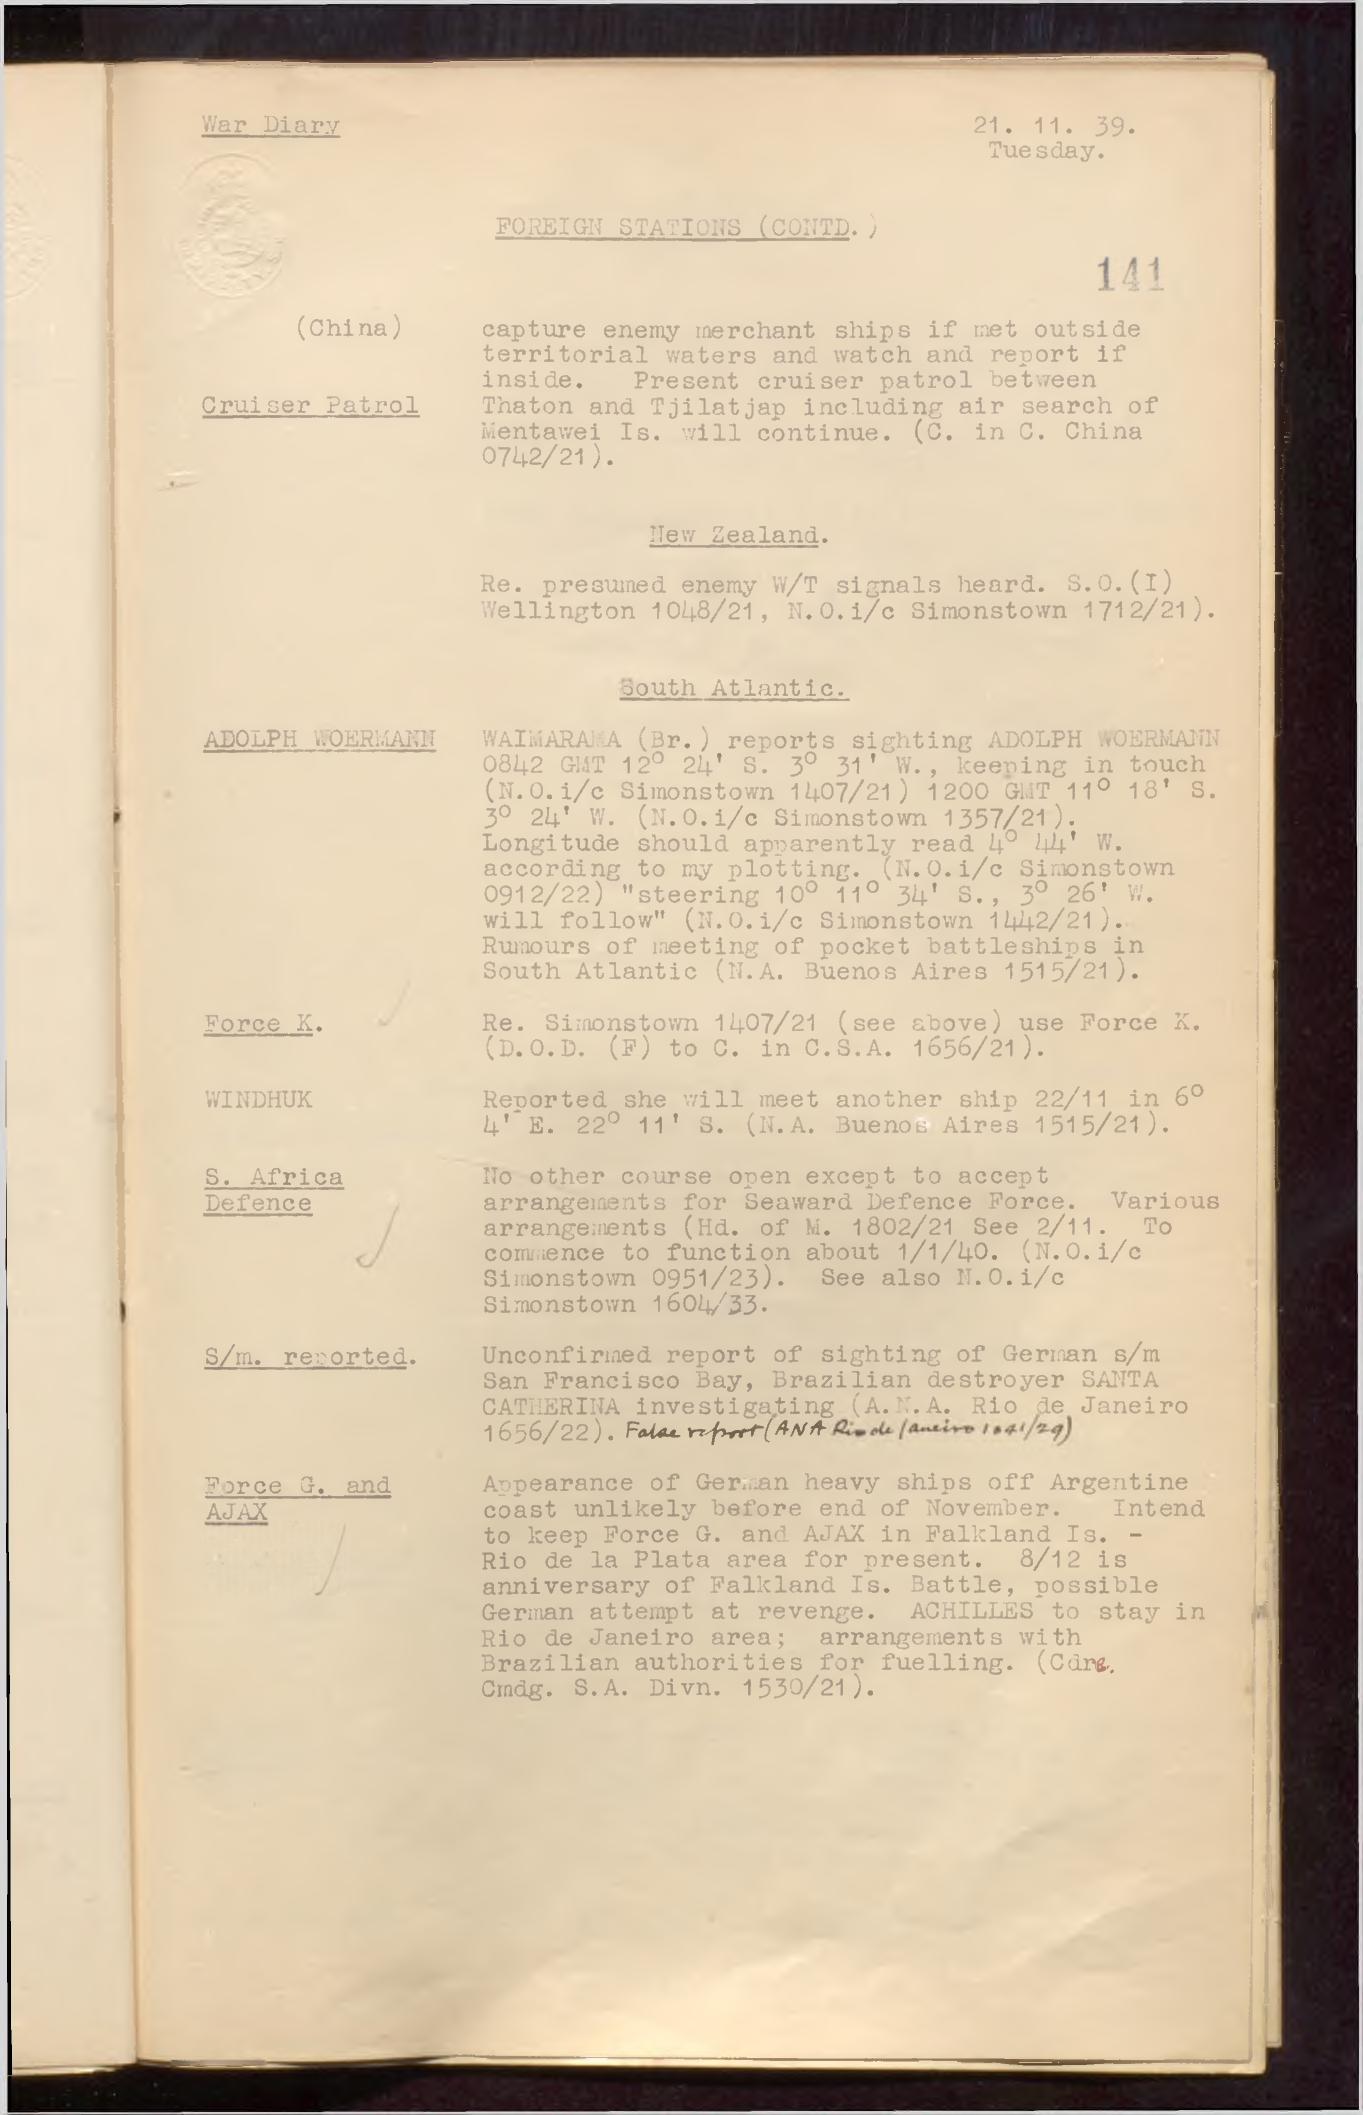 War Diary
21. 11. 39.
Tuesday.
FOREIGN STATIONS (CONTD. )
141
(China)
capture enemy merchant ships if met outside
territorial waters and watch and report if
inside.   Present cruiser patrol between
Cruiser Patrol
Thaton and Tjilatjap including air search of
Mentawei Is. will continue. (C. in C. China
0742/21).
New Zealand.
Re. presumed enemy W/T signals heard. S.O.(I)
Wellington 1048/21, N.O.i/c Simonstown 1712/21).
South Atlantic.
ADOLPH WOERMANN
WAIMARAMA (Br.) reports sighting ADOLPH WOERMANN
0842 GMT 12° 24' S. 3° 31' W., keeping in touch
(N.O.i/c Simonstown 1407/21) 1200 GMT 11° 18' S.
3° 24' W. (N.O.i/c Simonstown 1357/21).
Longitude should apparently read 4° 44' W.
according to my plotting. (N.O.i/c Simonstown
0912/22) "steering 10° 11° 34' S., 3° 26' W.
will follow" (N.O.i/c Simonstown 1442/21).
Rumours of meeting of pocket battleships in
South Atlantic (N.A. Buenos Aires 1515/21).
Force K.
Re. Simonstown 1407/21 (see above) use Force K.
(D.O.D. (F) to C. in C.S.A. 1656/21).
WINDHUK
Reported she will meet another ship 22/11 in 6°
4' E. 22° 11' S. (N.A. Buenos Aires 1515/21).
S. Africa
Defence
No other course open except to accept
arrangements for Seaward Defence Force.  Various
arrangements (Hd. of M. 1802/21 See 2/11.  To
commence to function about 1/1/40. (N.O.i/c
Simonstown 0951/23).  See also N.O.i/c
Simonstown 1604/33.
S/m. reported.
Unconfirmed report of sighting of German s/m
San Francisco Bay, Brazilian destroyer SANTA
CATHERINA investigating (A.N.A. Rio de Janeiro
1656/22). False report (ANA Rio de Janeiro 1041/29)
Force G. and
AJAX
Appearance of German heavy ships off Argentine
coast unlikely before end of November.   Intend
to keep Force G. and AJAX in Falkland Is. -
Rio de la Plata area for present.  8/12 is
anniversary of Falkland Is. Battle, possible
German attempt at revenge.  ACHILLES to stay in
Rio de Janeiro area;  arrangements with
Brazilian authorities for fuelling. (Cdre.
Cmdg. S.A. Divn. 1530/21).